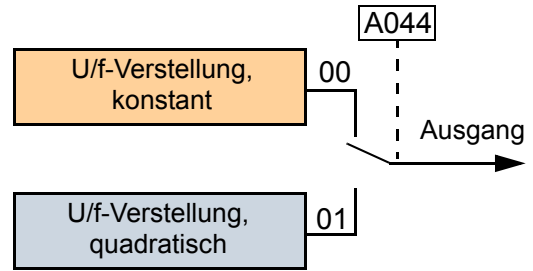 A044
U/f-Verstellung,
konstant
00
Ausgang
U/f-Verstellung,
quadratisch
01